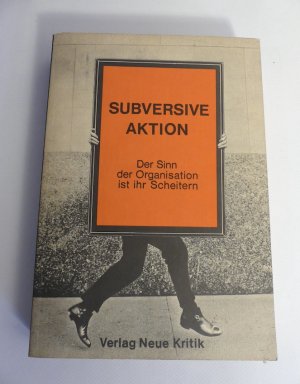 SUBVERSIVE
AKTION
Der Sinn
der Organisation
ist ihr Scheitern
Verlag Neue Kritik